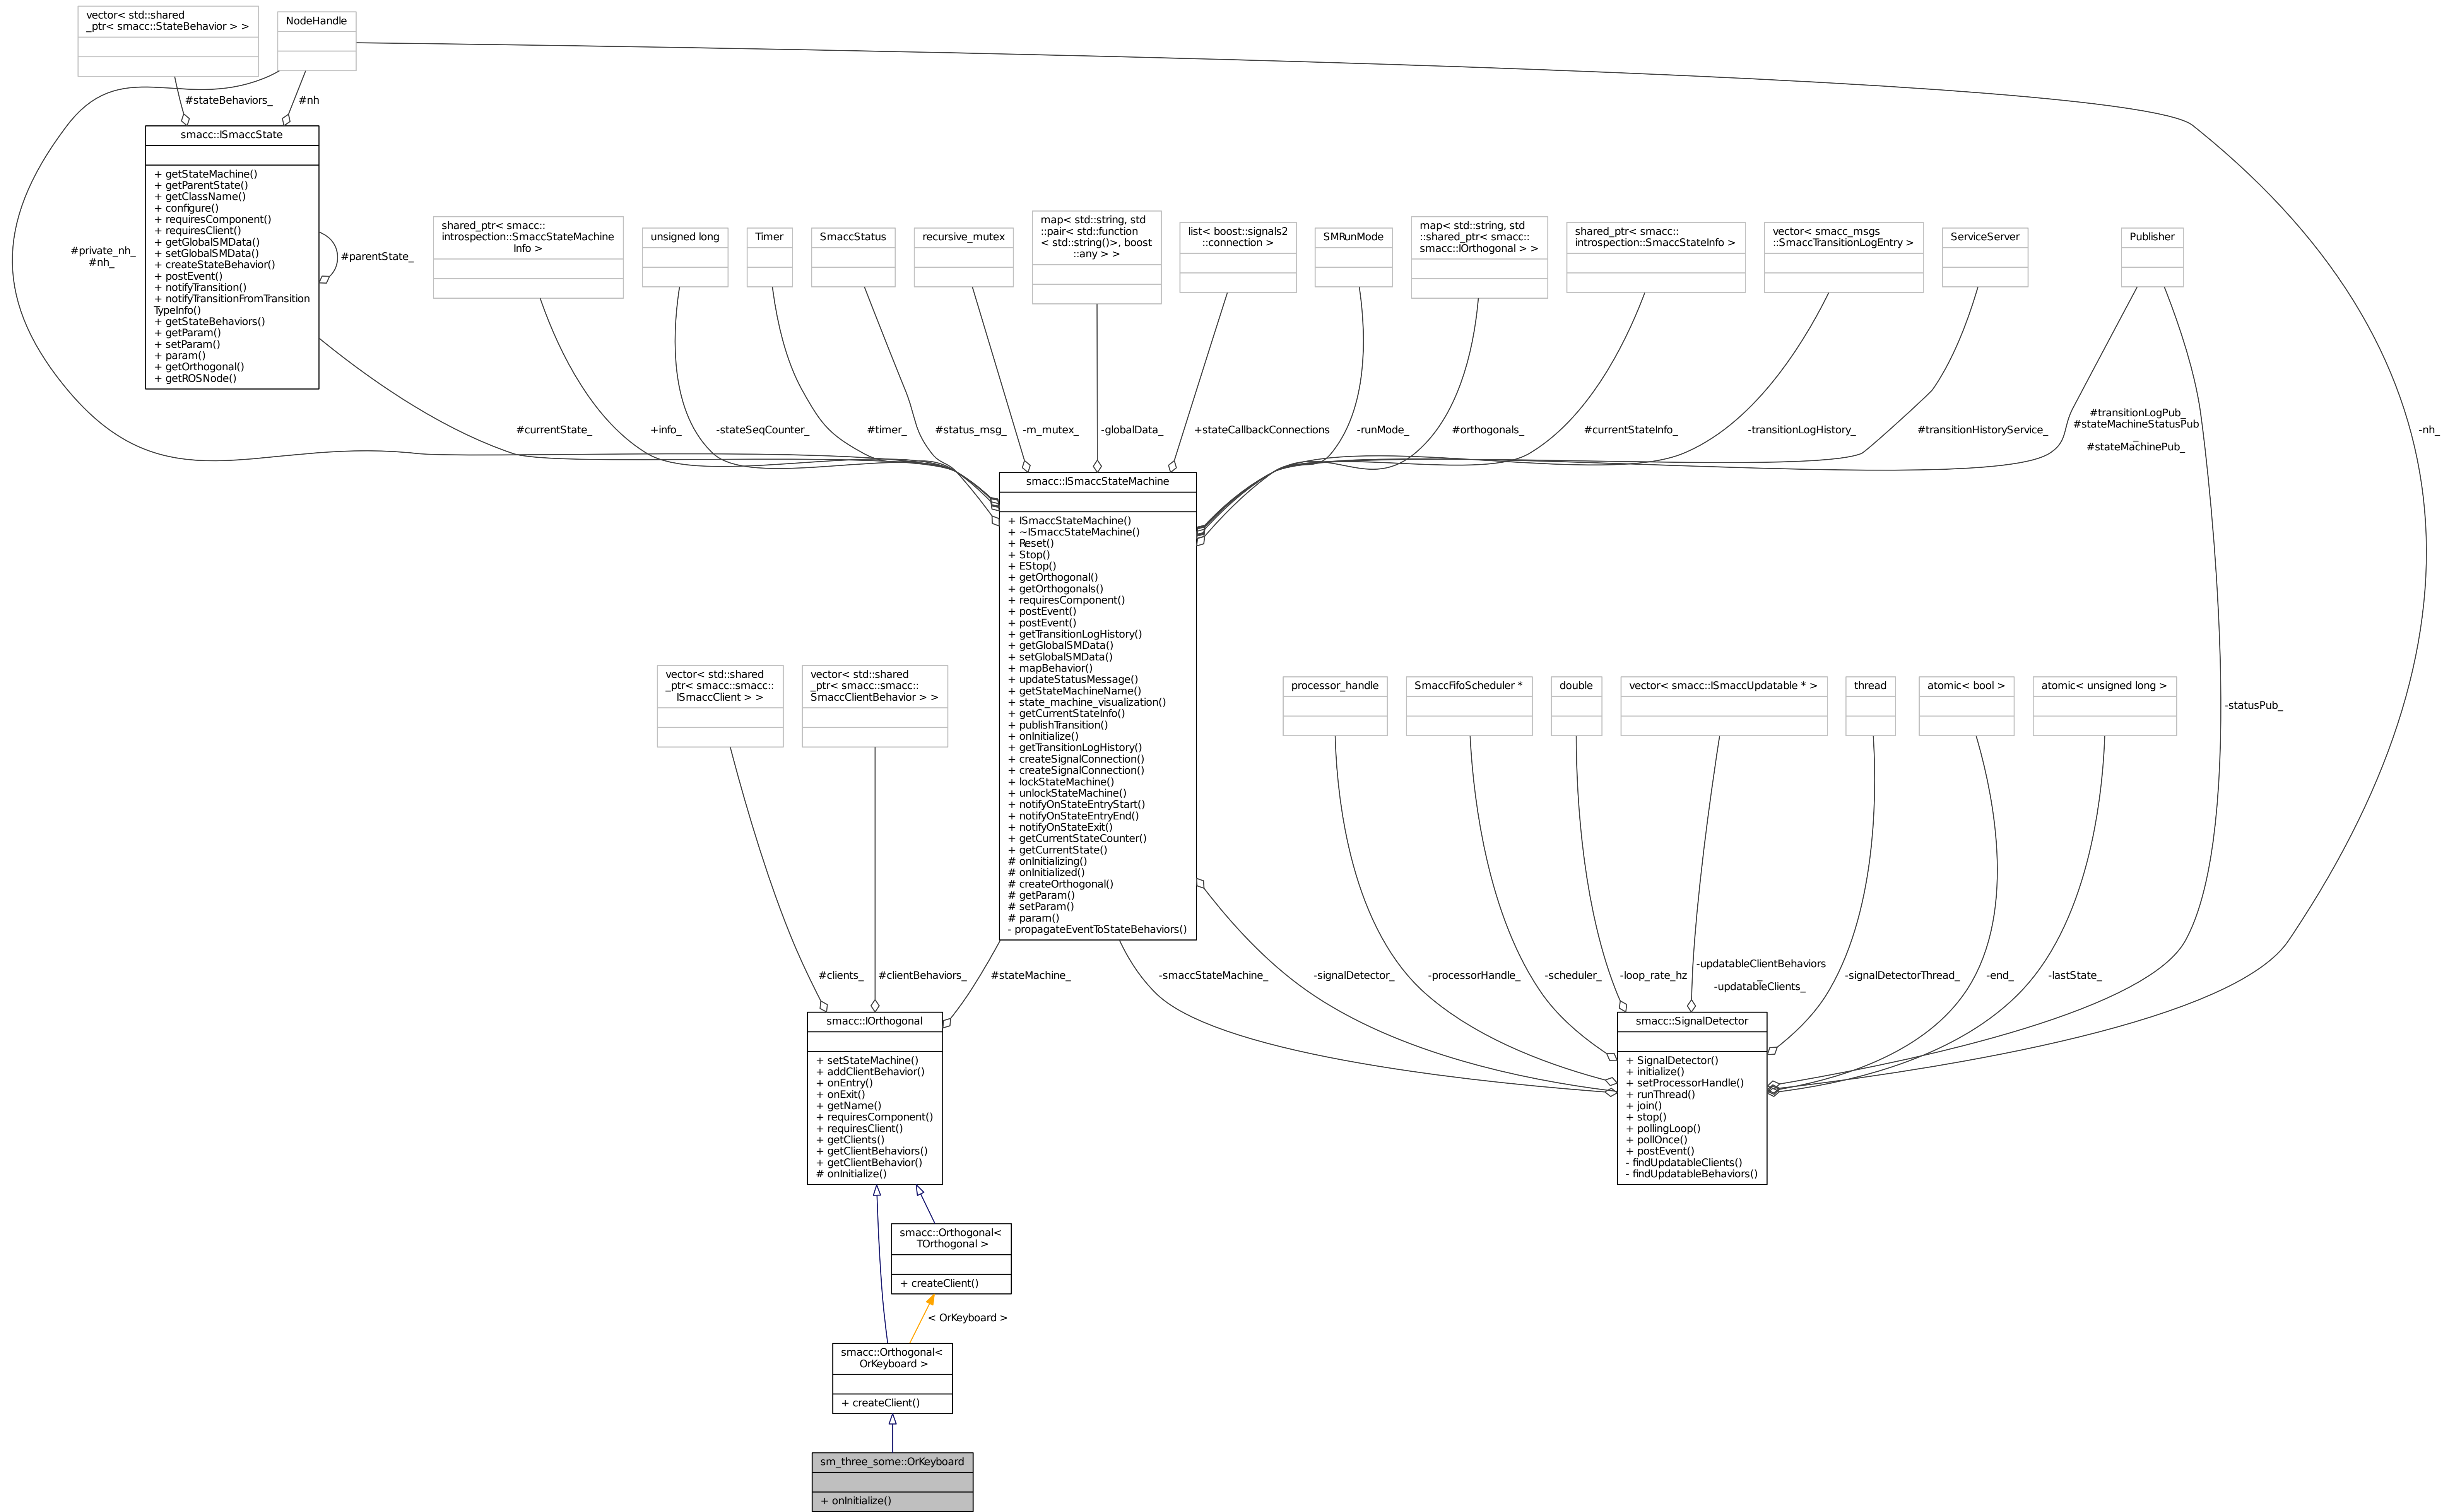 vector< std::shared
_ptr< smacc::StateBehavior > >
NodeHandle
#stateBehaviors_
#nh
smacc::ISmaccState
+ getStateMachine()
+ getParentState()
+ getClassName()
+ configure()
+ requiresComponent()
+ requiresClient()
+ getGlobalSMData()
+ setGlobalSMData()
+ createStateBehavior()
+ postEvent()
+ notifyTransition()
+ notifyTransitionFromTransition
TypeInfo()
+ getStateBehaviors()
+ getParam()
+ setParam()
+ param()
+ getOrthogonal()
+ getROSNode()
#private_nh_
#nh_
#parentState_
shared_ptr< smacc::
introspection::SmaccStateMachine
Info >
unsigned long
Timer
SmaccStatus
recursive_mutex
map< std::string, std
::pair< std::function
< std::string()>, boost
::any > >
list< boost::signals2
::connection >
SMRunMode
map< std::string, std
::shared_ptr< smacc::
smacc::IOrthogonal > >
shared_ptr< smacc::
introspection::SmaccStateInfo >
vector< smacc_msgs
::SmaccTransitionLogEntry >
ServiceServer
Publisher
#currentState_
+info_
-stateSeqCounter_
#timer_
#status_msg_
-m_mutex_
-globalData_
+stateCallbackConnections
-runMode_
#orthogonals_
#currentStateInfo_
-transitionLogHistory_
#transitionHistoryService_
#transitionLogPub_
#stateMachineStatusPub
_
#stateMachinePub_
-nh_
smacc::ISmaccStateMachine
+ ISmaccStateMachine()
+ ~ISmaccStateMachine()
+ Reset()
+ Stop()
+ EStop()
+ getOrthogonal()
+ getOrthogonals()
+ requiresComponent()
+ postEvent()
+ postEvent()
+ getTransitionLogHistory()
+ getGlobalSMData()
+ setGlobalSMData()
+ mapBehavior()
+ updateStatusMessage()
+ getStateMachineName()
+ state_machine_visualization()
+ getCurrentStateInfo()
+ publishTransition()
+ onInitialize()
+ getTransitionLogHistory()
+ createSignalConnection()
+ createSignalConnection()
+ lockStateMachine()
+ unlockStateMachine()
+ notifyOnStateEntryStart()
+ notifyOnStateEntryEnd()
+ notifyOnStateExit()
+ getCurrentStateCounter()
+ getCurrentState()
# onInitializing()
# onInitialized()
# createOrthogonal()
# getParam()
# setParam()
# param()
- propagateEventToStateBehaviors()
vector< std::shared
_ptr< smacc::smacc::
ISmaccClient > >
vector< std::shared
_ptr< smacc::smacc::
SmaccClientBehavior > >
processor_handle
SmaccFifoScheduler *
double
vector< smacc::ISmaccUpdatable * >
thread
atomic< bool >
atomic< unsigned long >
-statusPub_
#clients_
#clientBehaviors_
#stateMachine_
-smaccStateMachine_
-signalDetector_
-processorHandle_
-scheduler_
-loop_rate_hz
-updatableClientBehaviors
_
-updatableClients_
-signalDetectorThread_
-end_
-lastState_
smacc::IOrthogonal
+ setStateMachine()
+ addClientBehavior()
+ onEntry()
+ onExit()
+ getName()
+ requiresComponent()
+ requiresClient()
+ getClients()
+ getClientBehaviors()
+ getClientBehavior()
# onInitialize()
smacc::SignalDetector
+ SignalDetector()
+ initialize()
+ setProcessorHandle()
+ runThread()
+ join()
+ stop()
+ pollingLoop()
+ pollOnce()
+ postEvent()
- findUpdatableClients()
- findUpdatableBehaviors()
smacc::Orthogonal<
TOrthogonal >
+ createClient()
< OrKeyboard >
smacc::Orthogonal<
OrKeyboard >
+ createClient()
sm_three_some::OrKeyboard
+ onInitialize()